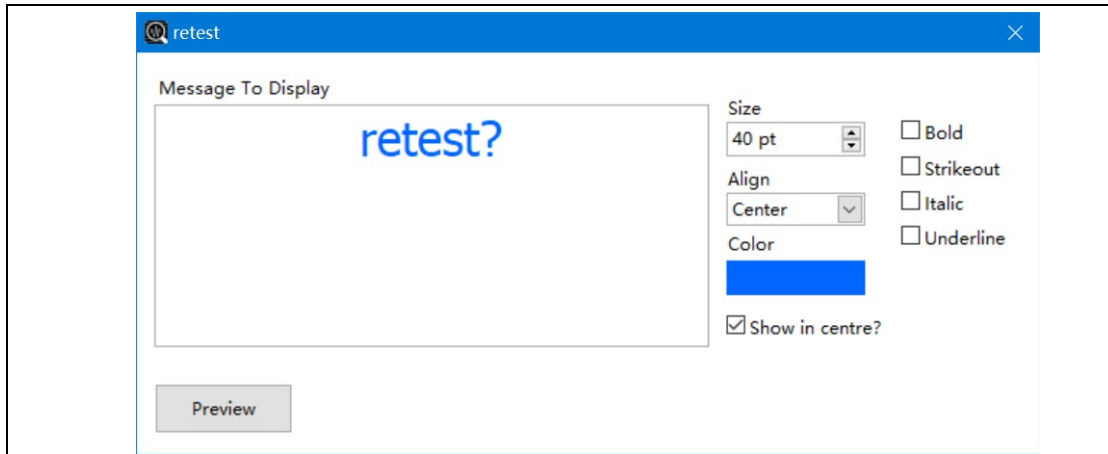 retest
Message To Display
retest?
Size
40 pt
Align
Center
Color
Show in centre?
Bold
Strikeout
Italic
Underline
Preview